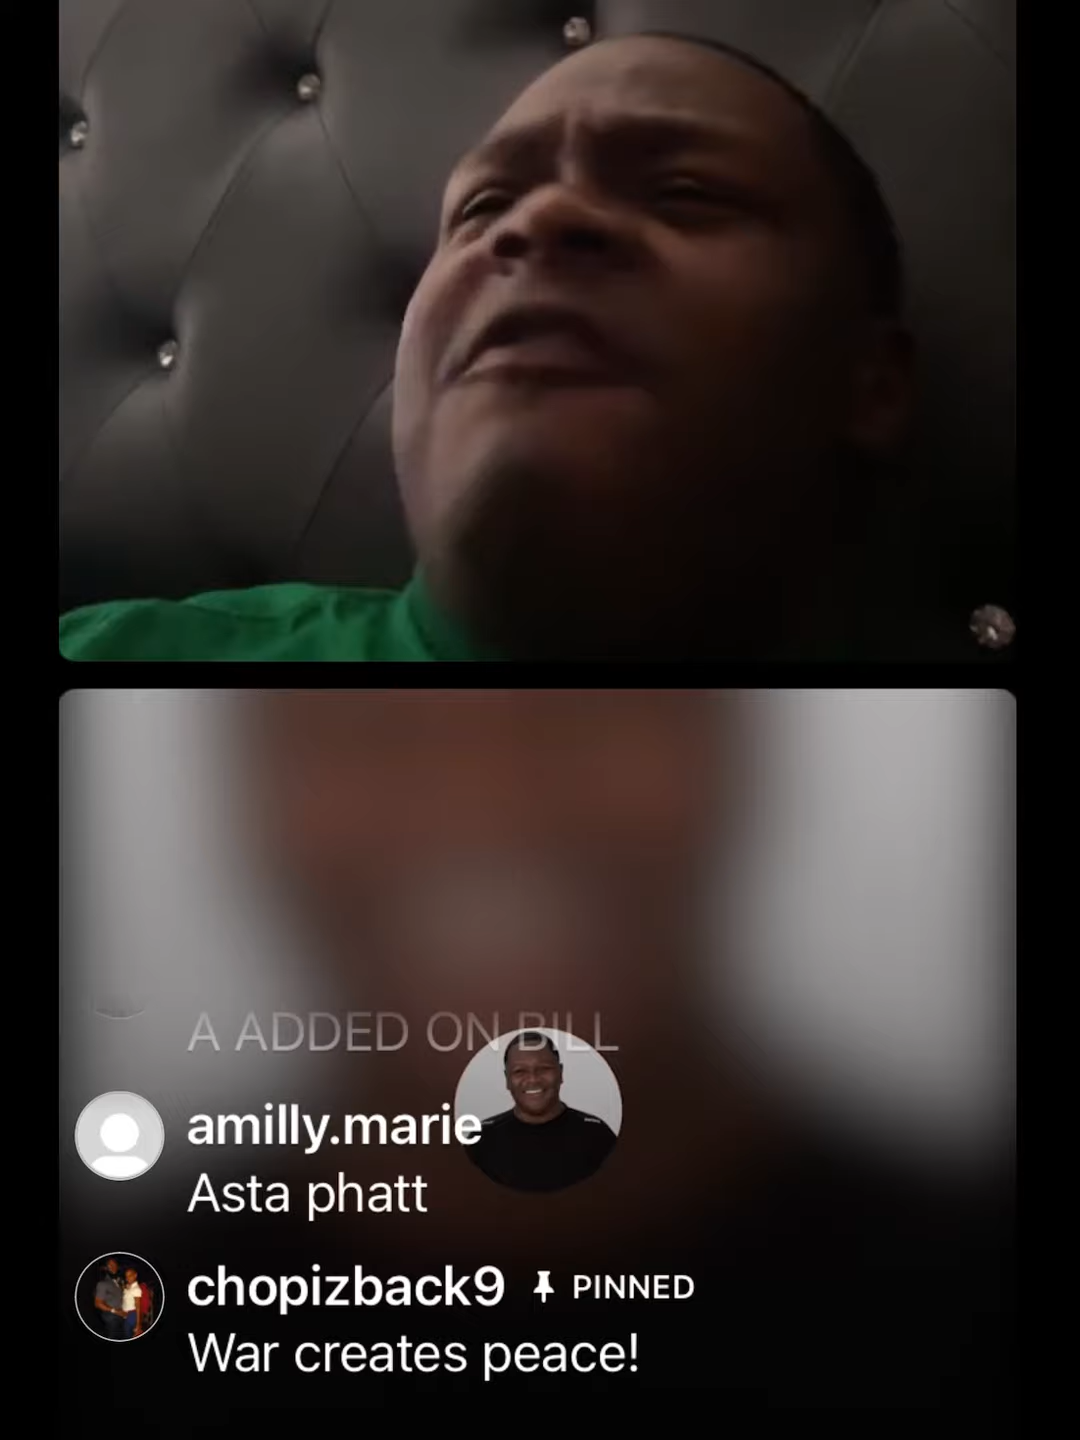 A ADDED ON BILL
amilly.marie
Asta phatt
chopizback9 PINNED
War creates peace!